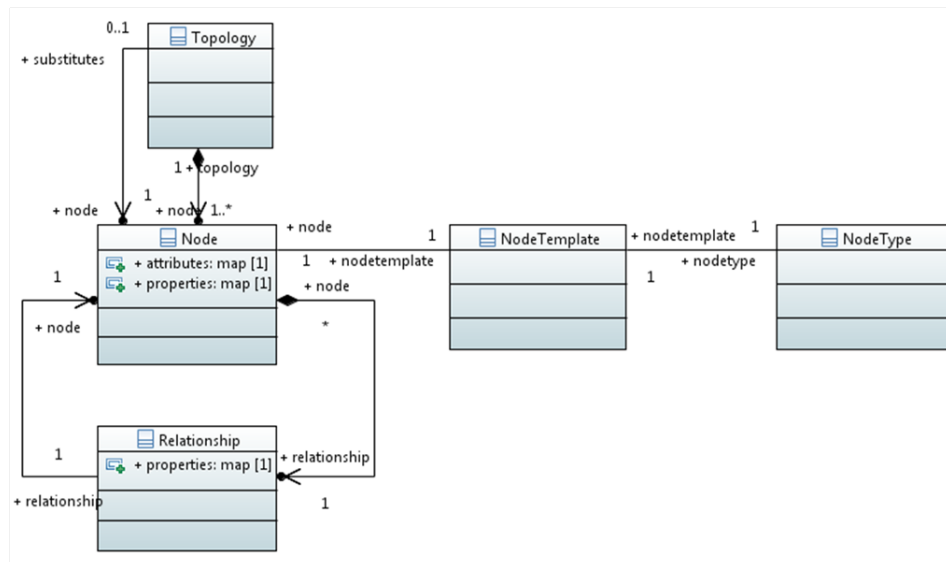 0..1
Topology
+ substitutes
1 + topology
1
+ node
+ node
1..*
Node
+ node
1
NodeTemplate
+ nodetemplate
1
NodeType
+ attributes: map [1]
1
+ nodetemplate
+ nodetype
1
+ properties: map [1]
1
+ node
+ node
*
Relationship
1
+ properties: map [1]
+ relationship
+ relationship
1